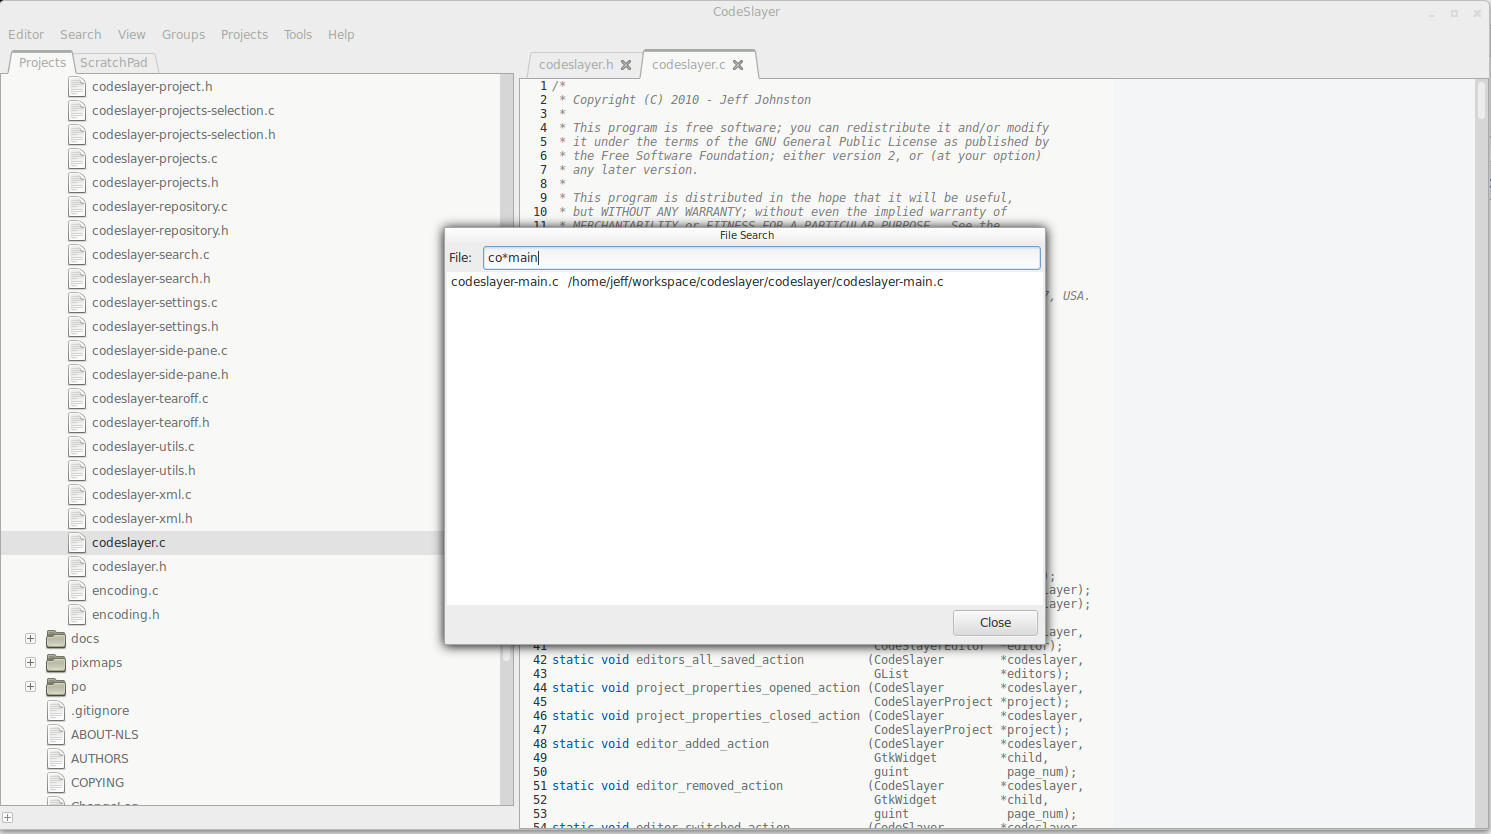 CodeSlayer
Editor Search View Groups Projects Tools Help
Projects ScratchPad
codeslayer-project.h
codeslayer-projects-selection.c
codeslayer-projects-selection.h
codeslayer-projects.c
codeslayer-projects.h
codeslayer-repository.c
codeslayer-repository.h
codeslayer-search.c
codeslayer-search.h
codeslayer-settings.c
codeslayer-settings.h
codeslayer-side-pane.c
codeslayer-side-pane.h
codeslayer-tearoff.c
codeslayer-tearoff.h
codeslayer-utils.c
codeslayer-utils.h
codeslayer-xml.c
codeslayer-xml.h
codeslayer.c
codeslayer.h
encoding.c
encoding.h
docs
pixmaps
po
.gitignore
ABOUT-NLS
AUTHORS
COPYING
ChangeLog
codeslayer.h codeslayer.c
1 /*
2 * Copyright (C) 2010 - Jeff Johnston
3 *
4 * This program is free software; you can redistribute it and/or modify
5 * it under the terms of the GNU General Public License as published by
6 * the Free Software Foundation; either version 2, or (at your option)
7 * any later version.
8 *
9 * This program is distributed in the hope that it will be useful,
10 * but WITHOUT ANY WARRANTY; without even the implied warranty of
11 * MERCHANTABILITY or FITNESS FOR A PARTICULAR PURPOSE. See the
, USA.
File Search
File: co*main
codeslayer-main.c /home/jeff/workspace/codeslayer/codeslayer/codeslayer-main.c
Close
);
layer);
layer);
layer,
41 CodeSlayerEditor *editor);
42 static void editors_all_saved_action (CodeSlayer *codeslayer,
43 GList *editors);
44 static void project_properties_opened_action (CodeSlayer *codeslayer,
45 CodeSlayerProject *project);
46 static void project_properties_closed_action (CodeSlayer *codeslayer,
47 CodeSlayerProject *project);
48 static void editor_added_action (CodeSlayer *codeslayer,
49 GtkWidget *child,
50 guint page_num);
51 static void editor_removed_action (CodeSlayer *codeslayer,
52 GtkWidget *child,
53 guint page_num);
54 static void editor_switched_action (CodeSlayer *codeslayer,